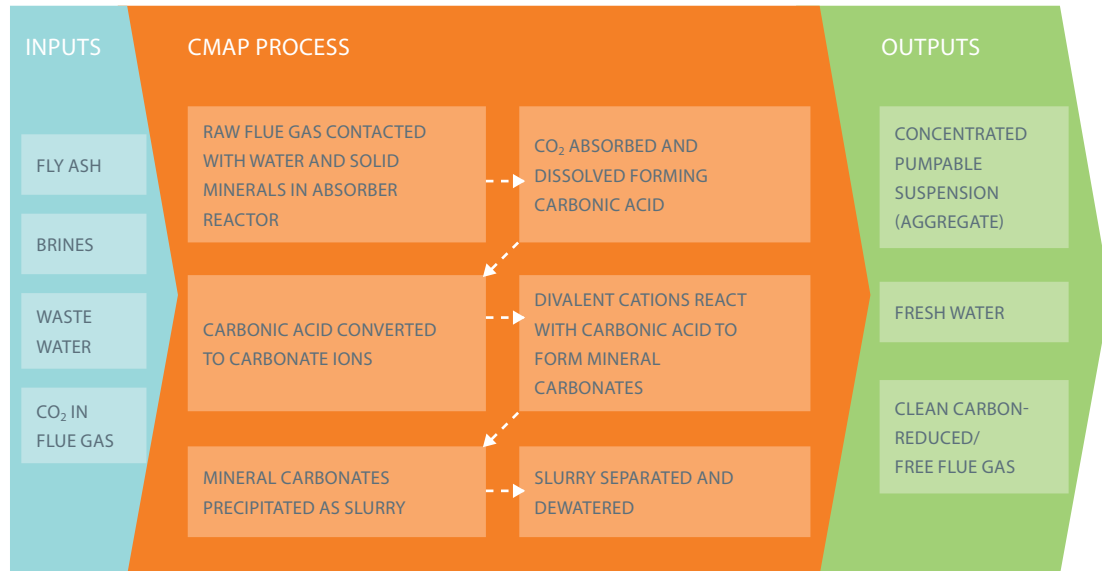 INPUTS
FLY ASH
BRINES
WASTE
WATER
CO₂ IN
FLUE GAS
CMAP PROCESS
RAW FLUE GAS CONTACTED
WITH WATER AND SOLID
MINERALS IN ABSORBER
REACTOR
CO₂ ABSORBED AND
DISSOLVED FORMING
CARBONIC ACID
CARBONIC ACID CONVERTED
TO CARBONATE IONS
DIVALENT CATIONS REACT
WITH CARBONIC ACID TO
FORM MINERAL
CARBONATES
MINERAL CARBONATES
PRECIPITATED AS SLURRY
SLURRY SEPARATED AND
DEWATERED
OUTPUTS
CONCENTRATED
PUMPABLE
SUSPENSION
(AGGREGATE)
FRESH WATER
CLEAN CARBON-
REDUCED/
FREE FLUE GAS